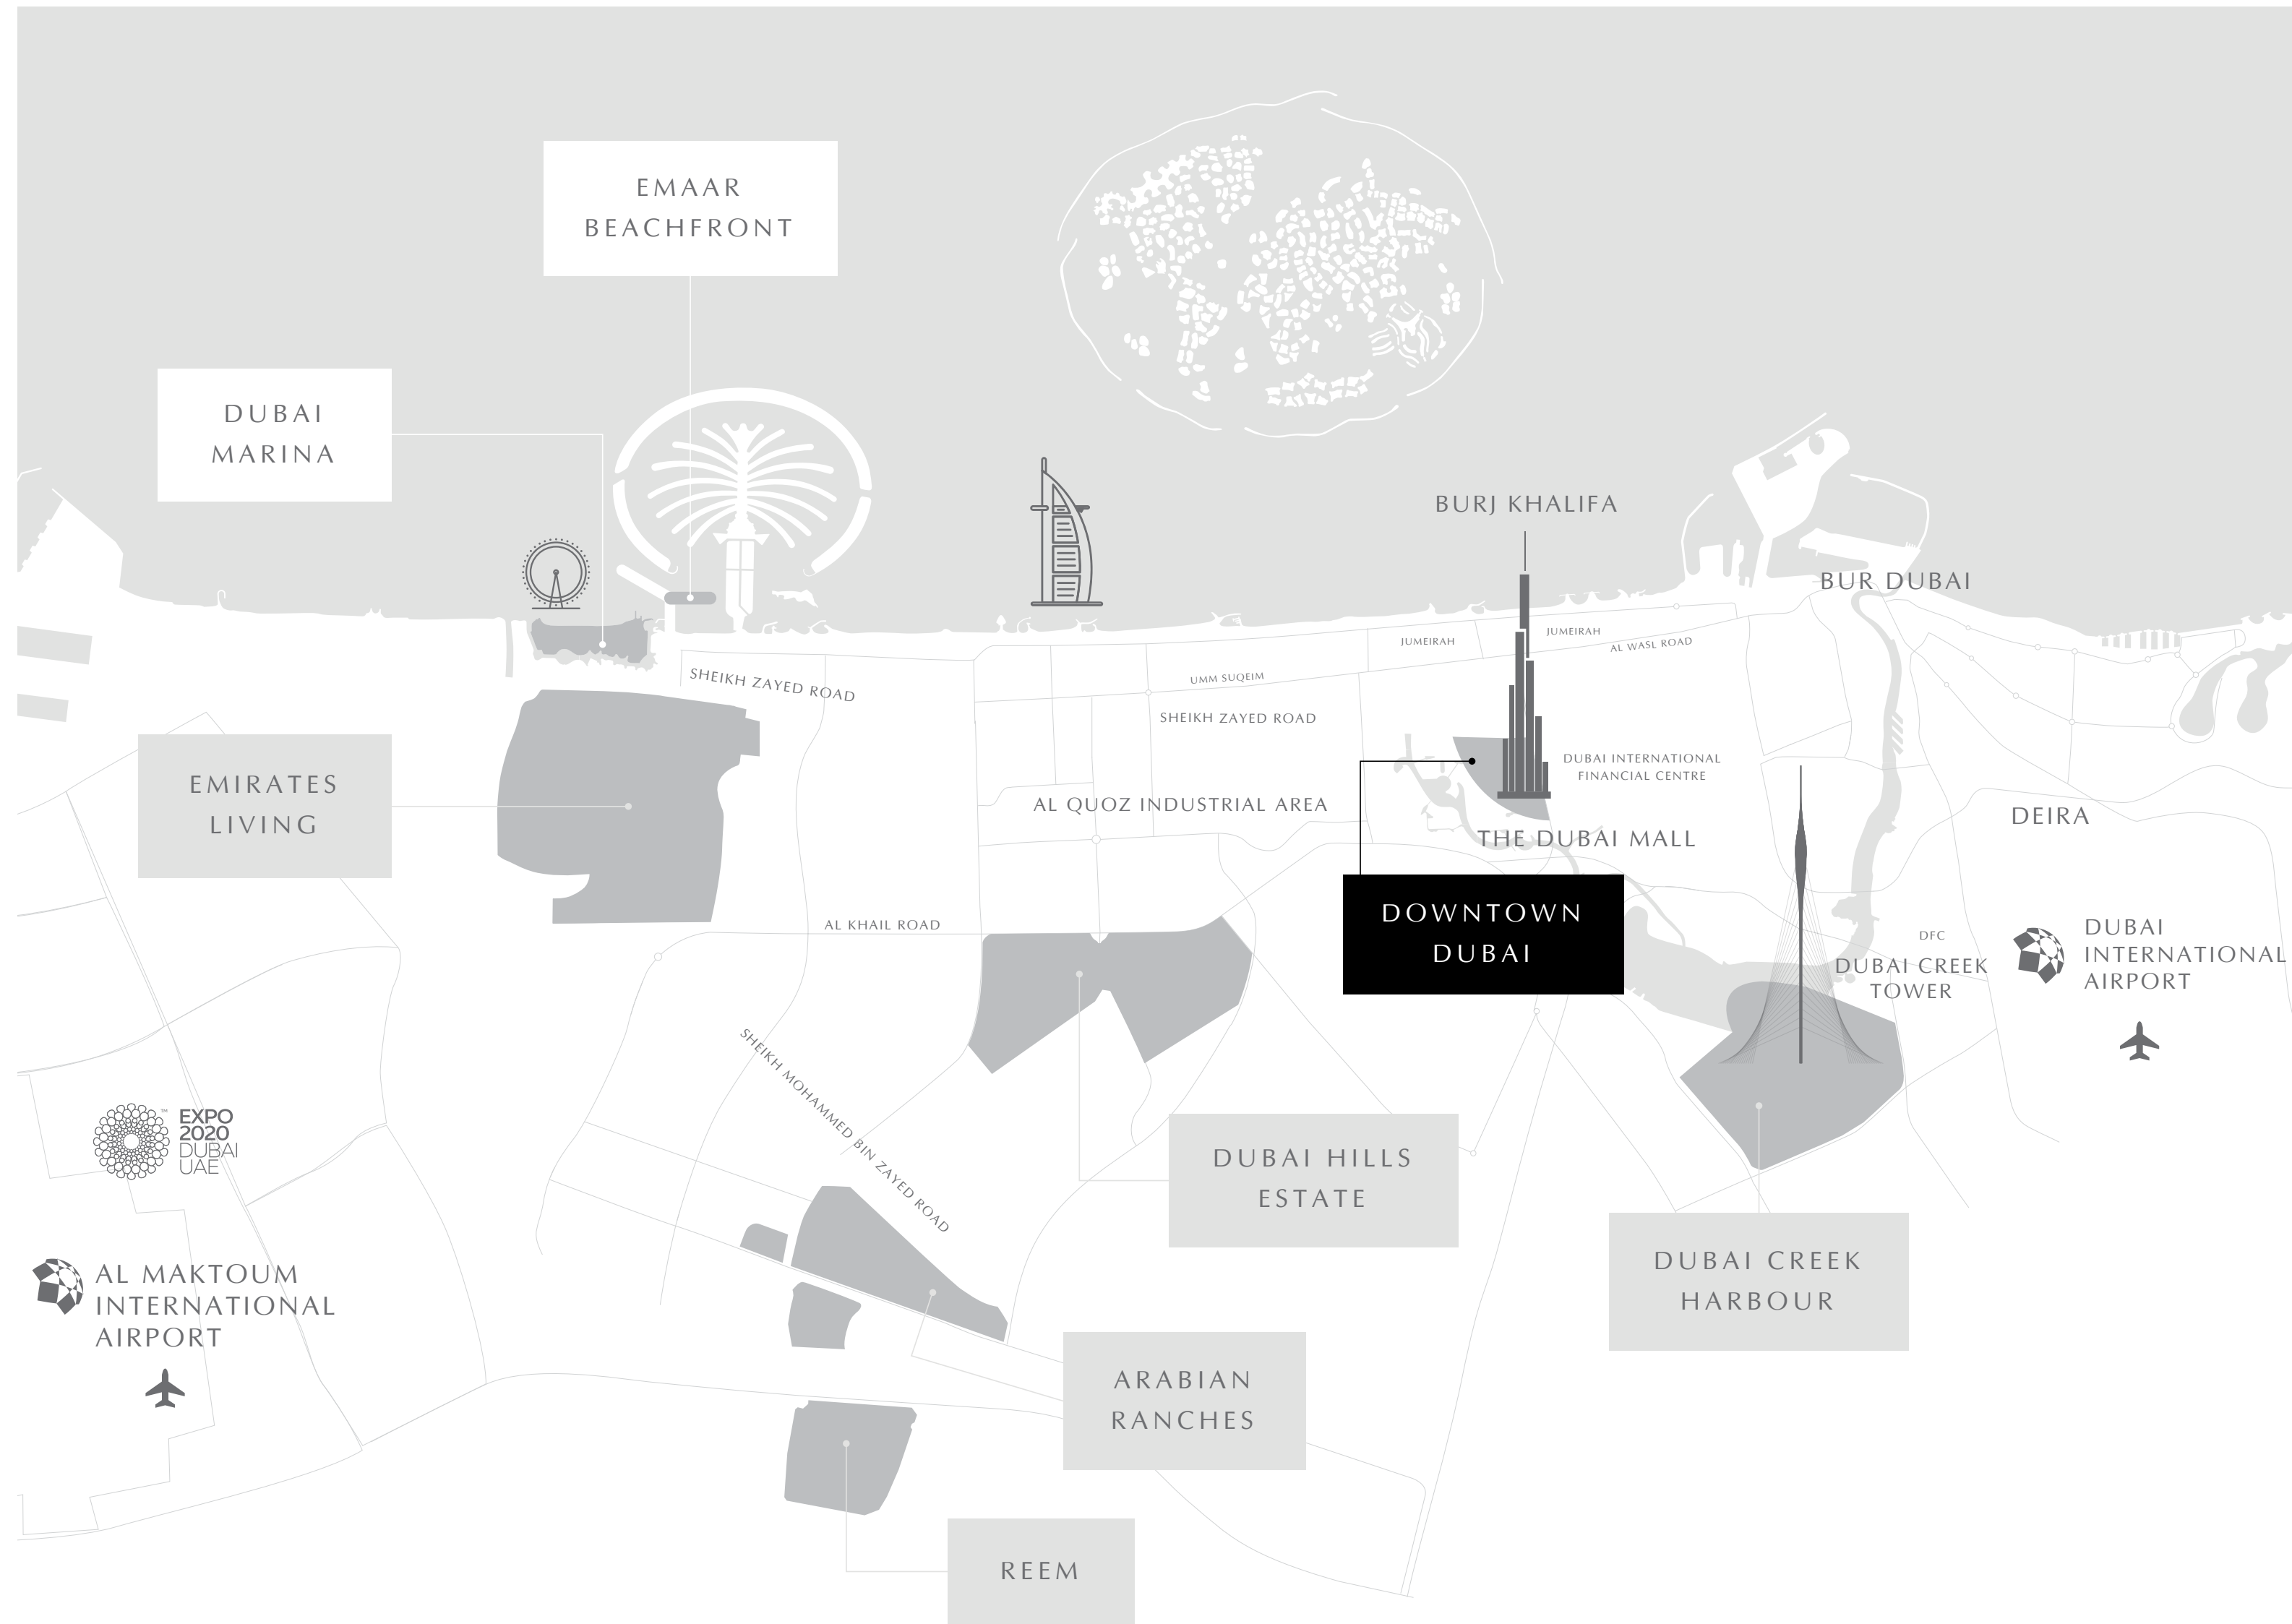 EMAAR
BEACHFRONT
DUBAI
MARINA
BURJ KHALIFA
BUR DUBAI
JUMEIRAH
JUMEIRAH
AL WASL ROAD
SHEIKH ZAYED ROAD
UMM SUQEIM
SHEIKH ZAYED ROAD
DUBAI INTERNATIONAL
FINANCIAL CENTRE
EMIRATES
LIVING
AL QUOZ INDUSTRIAL AREA
DEIRA
THE DUBAI MALL
DOWNTOWN
DUBAI
AL KHAIL ROAD
DFC
DUBAI CREEK
TOWER
DUBAI
INTERNATIONAL
AIRPORT
SHEIKH MOHAMMED BIN ZAYED ROAD
EXPO
2020
DUBAI
UAE
™
DUBAI HILLS
ESTATE
DUBAI CREEK
HARBOUR
AL MAKTOUM
INTERNATIONAL
AIRPORT
ARABIAN
RANCHES
REEM